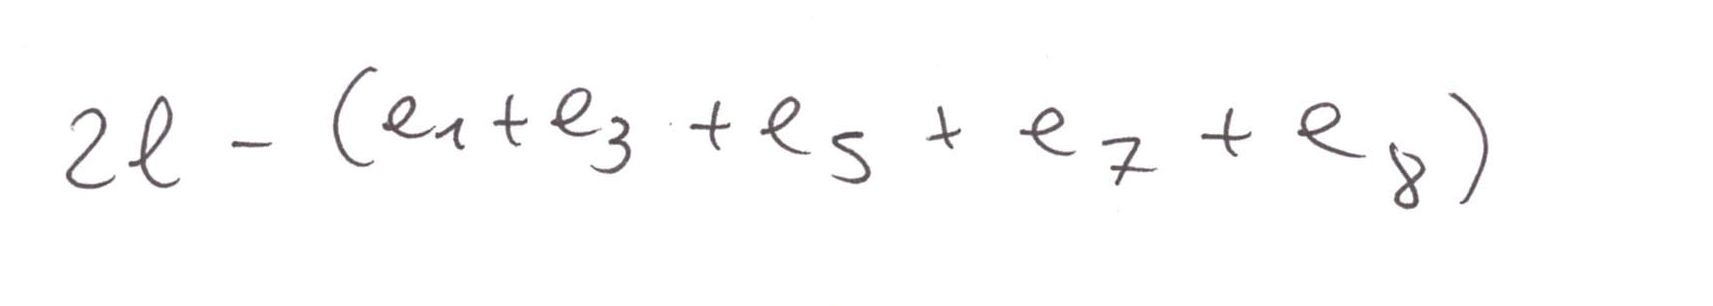 2ℓ - (e₁ + e₃ + e₅ + e₇ + e₈)